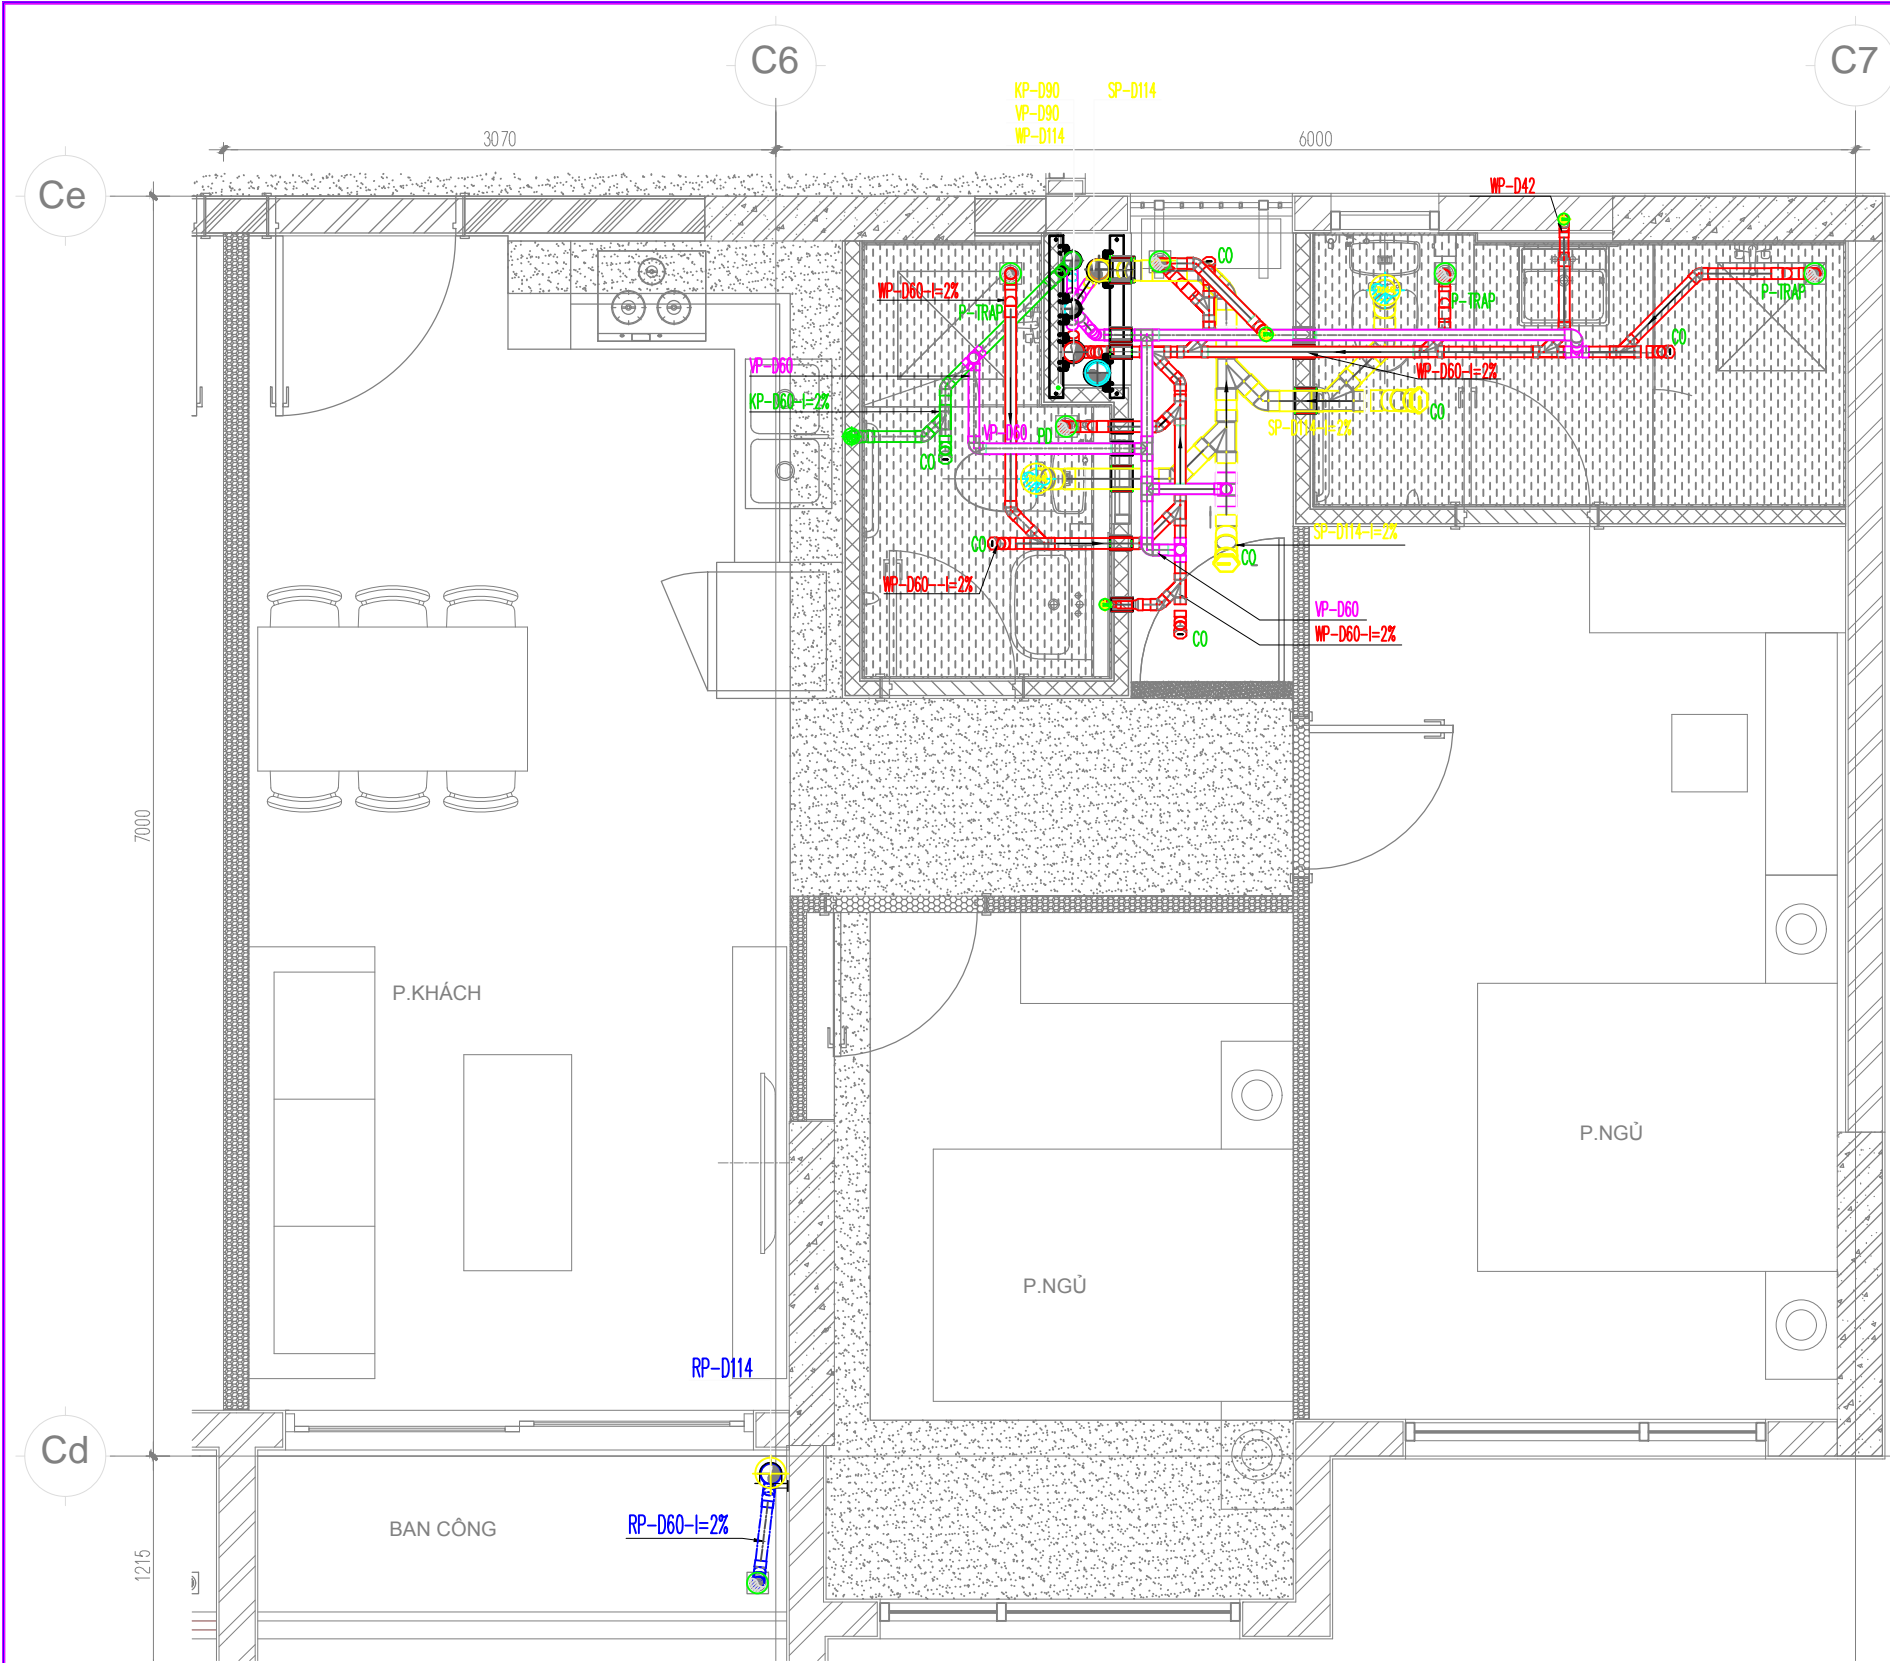 C6
C7
KP-D90
SP-D114
VP-D90
WP-D114
3070
6000
Ce
WP-D42
CO
WP-D60-I=2%
P-TRAP
P-TRAP
P-TRAP
CO
VP-D60
WP-D60-I=2%
KP-D60-I=2%
CO
SP-D114-I=2%
VP-D60
CO
SP-D114-I=2%
CO
CO
WP-D60--I=2%
VP-D60
WP-D60-I=2%
CO
7000
P.KHÁCH
P.NGỦ
P.NGỦ
RP-D114
Cd
BAN CÔNG
RP-D60-I=2%
1215